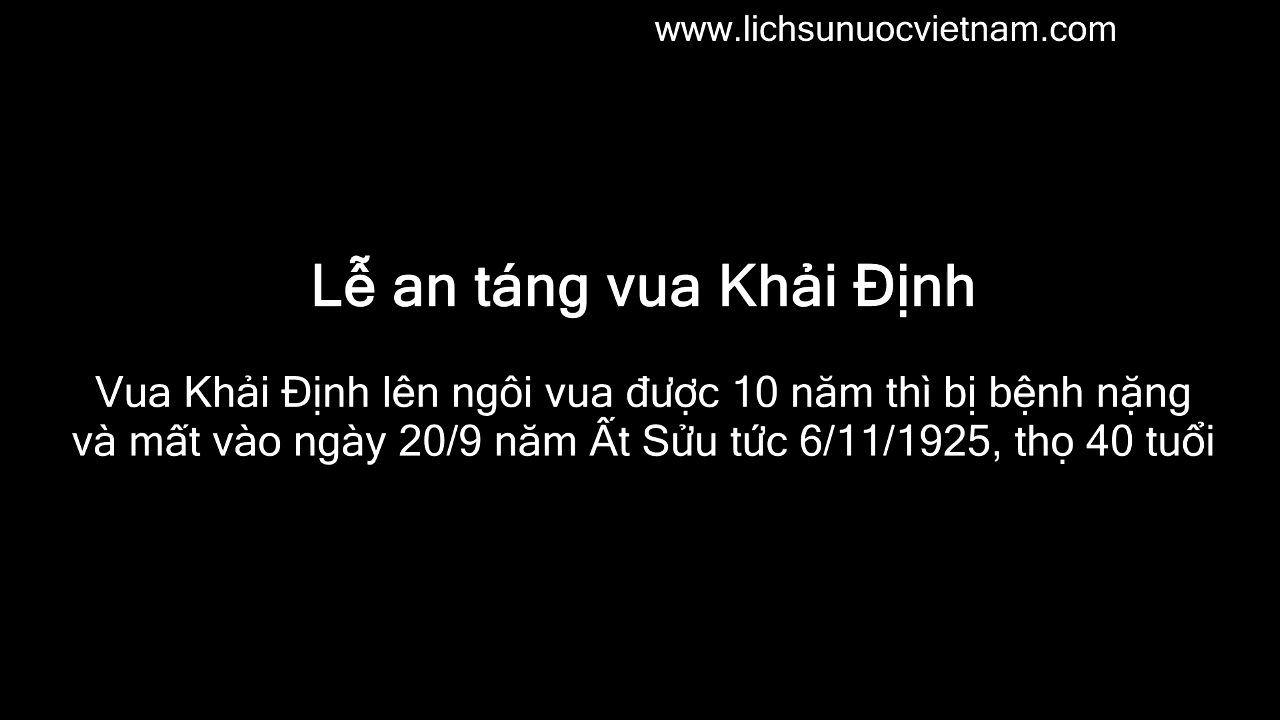 www.lichsunuocvietnam.com
Lễ an táng vua Khải Định
Vua Khải Định lên ngôi vua được 10 năm thì bị bệnh nặng
và mất vào ngày 20/9 năm Ất Sửu tức 6/11/1925, thọ 40 tuổi